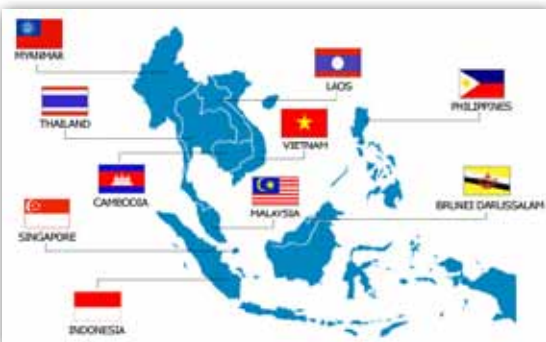 MYANMAR
LAOS
PHILIPPINES
THAILAND
VIETNAM
CAMBODIA
MALAYSIA
BRUNEI DARUSSALAM
SINGAPORE
INDONESIA